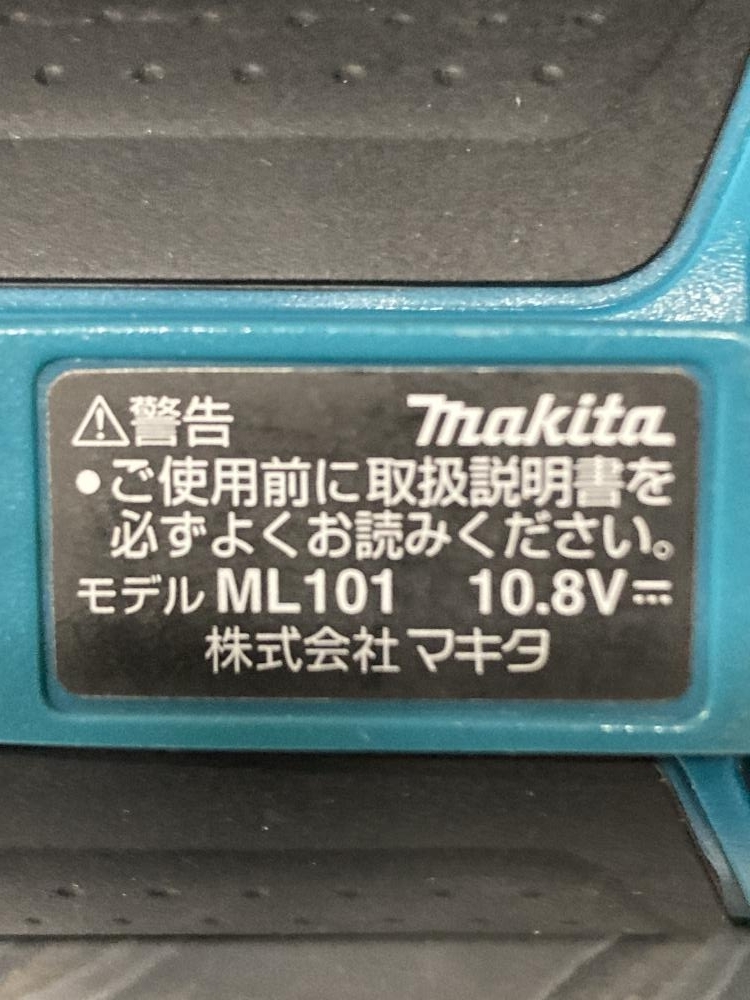 ⚠警告 makita
●ご使用前に取扱説明書を
必ずよくお読みください。
モデル ML101 10.8V⎓
株式会社 マキタ